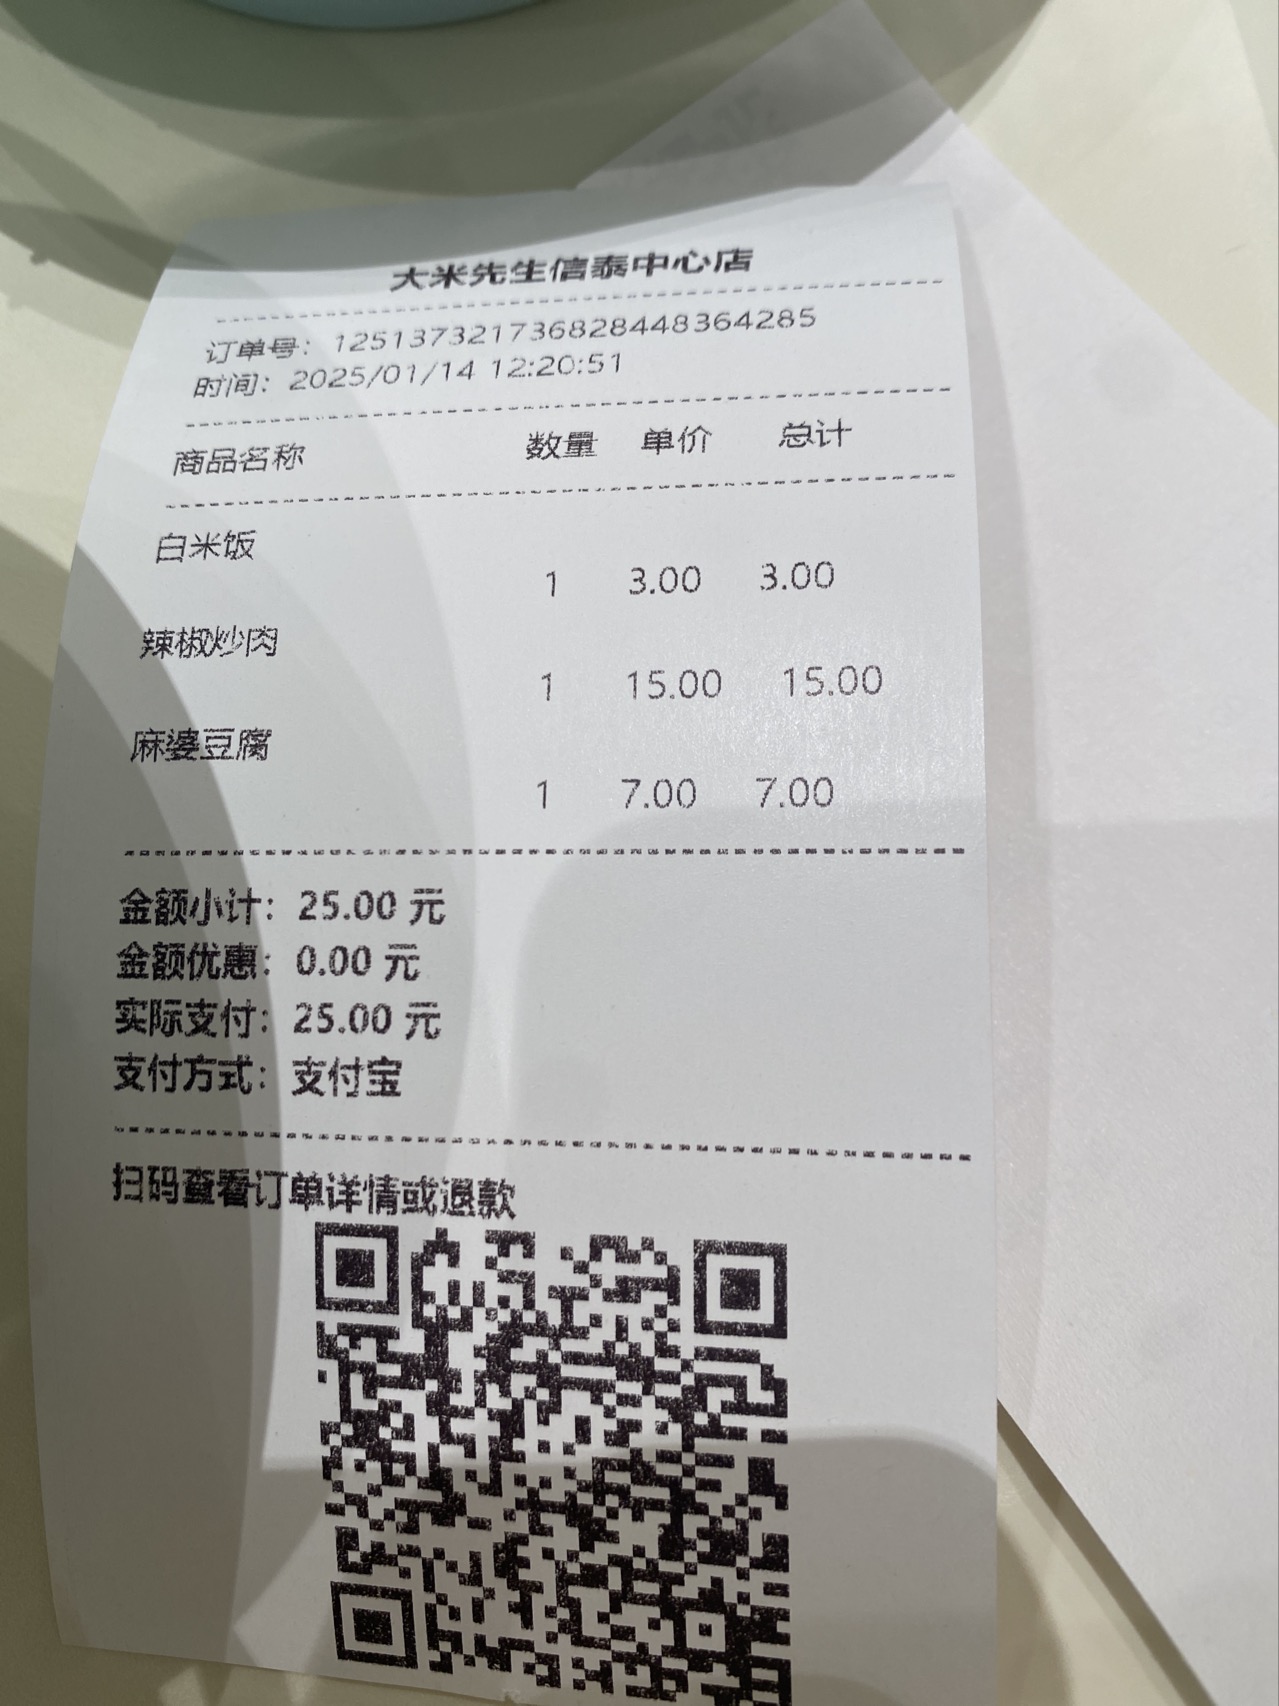 大米先生信泰中心店
订单号：1251373217368284483​64285
时间：2025/01/14 12:20:51
商品名称 数量 单价 总计
白米饭
1 3.00 3.00
辣椒炒肉
1 15.00 15.00
麻婆豆腐
1 7.00 7.00
金额小计：25.00 元
金额优惠：0.00 元
实际支付：25.00 元
支付方式：支付宝
扫码查看订单详情或退款